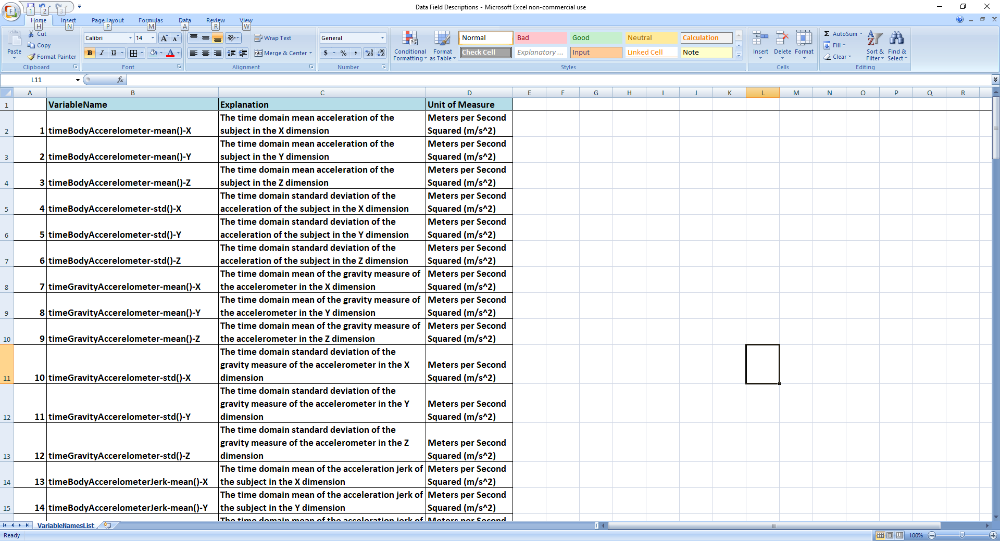 F 1 2 3
Data Field Descriptions - Microsoft Excel non-commercial use
Home Insert Page Layout Formulas Data Review View
H N P M A R W
Paste
Cut
Copy
Format Painter
Clipboard
Calibri 14
B I U
Font
Wrap Text
Merge & Center
Alignment
General
$ % ,
Number
Conditional Formatting
Format as Table
Normal Bad Good Neutral Calculation
Check Cell Explanatory ... Input Linked Cell Note
Styles
Insert Delete Format
Cells
Σ AutoSum
Fill
Clear
Sort & Filter
Find & Select
Editing
L11 fx
A B C D E F G H I J K L M N O P Q R
1 VariableName Explanation Unit of Measure
The time domain mean acceleration of the Meters per Second
2 1 timeBodyAccerelometer-mean()-X subject in the X dimension Squared (m/s^2)
The time domain mean acceleration of the Meters per Second
3 2 timeBodyAccerelometer-mean()-Y subject in the Y dimension Squared (m/s^2)
The time domain mean acceleration of the Meters per Second
4 3 timeBodyAccerelometer-mean()-Z subject in the Z dimension Squared (m/s^2)
The time domain standard deviation of the Meters per Second
5 4 timeBodyAccerelometer-std()-X acceleration of the subject in the X dimension Squared (m/s^2)
The time domain standard deviation of the Meters per Second
6 5 timeBodyAccerelometer-std()-Y acceleration of the subject in the Y dimension Squared (m/s^2)
The time domain standard deviation of the Meters per Second
7 6 timeBodyAccerelometer-std()-Z acceleration of the subject in the Z dimension Squared (m/s^2)
The time domain mean of the gravity measure of Meters per Second
8 7 timeGravityAccerelometer-mean()-X the accelerometer in the X dimension Squared (m/s^2)
The time domain mean of the gravity measure of Meters per Second
9 8 timeGravityAccerelometer-mean()-Y the accelerometer in the Y dimension Squared (m/s^2)
The time domain mean of the gravity measure of Meters per Second
10 9 timeGravityAccerelometer-mean()-Z the accelerometer in the Z dimension Squared (m/s^2)
The time domain standard deviation of the
gravity measure of the accelerometer in the X Meters per Second
11 10 timeGravityAccerelometer-std()-X dimension Squared (m/s^2)
The time domain standard deviation of the
gravity measure of the accelerometer in the Y Meters per Second
12 11 timeGravityAccerelometer-std()-Y dimension Squared (m/s^2)
The time domain standard deviation of the
gravity measure of the accelerometer in the Z Meters per Second
13 12 timeGravityAccerelometer-std()-Z dimension Squared (m/s^2)
The time domain mean of the acceleration jerk of Meters per Second
14 13 timeBodyAccerelometerJerk-mean()-X the subject in the X dimension Squared (m/s^2)
The time domain mean of the acceleration jerk of Meters per Second
15 14 timeBodyAccerelometerJerk-mean()-Y the subject in the Y dimension Squared (m/s^2)
The time domain mean of the acceleration jerk of Meters per Second
VariableNamesList
Ready 100%